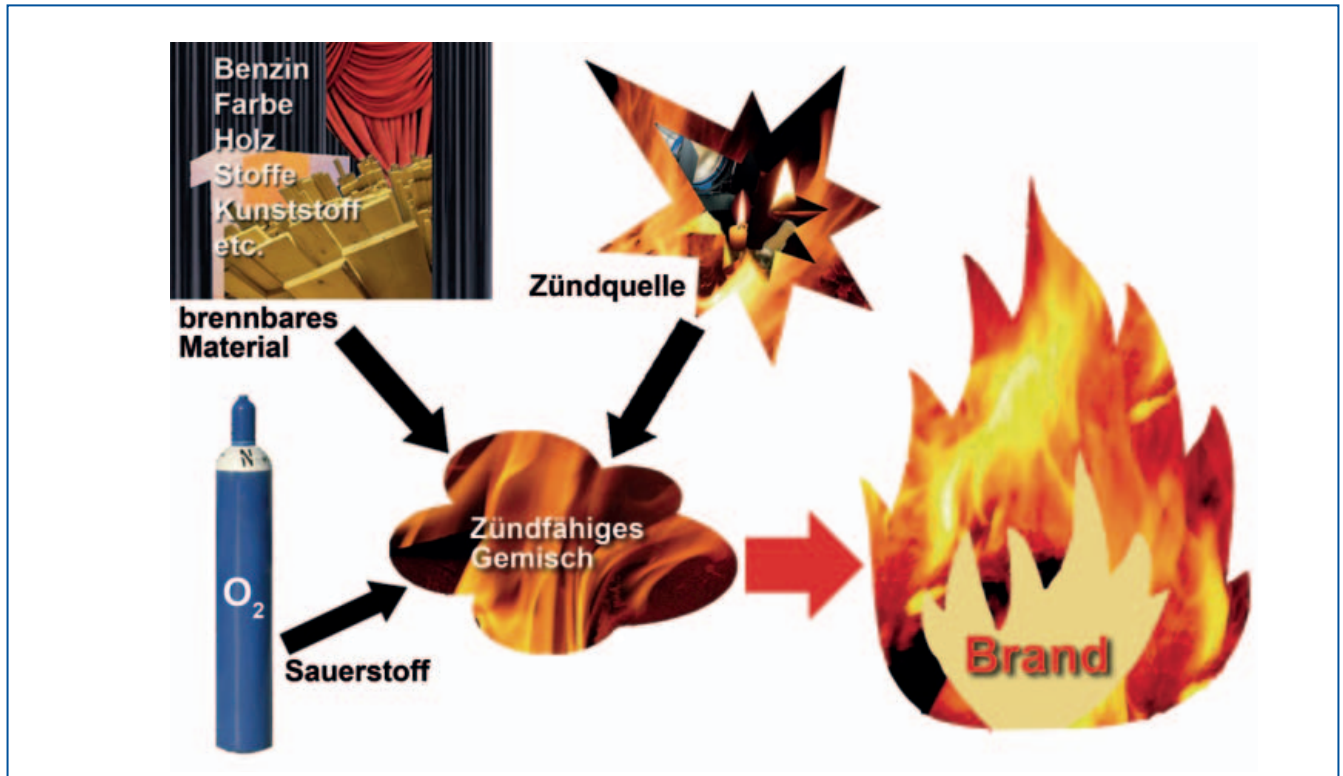 Benzin
Farbe
Holz
Stoffe
Kunststoff
etc.
Zündquelle
brennbares
Material
N
Zündfähiges
Gemisch
O₂
Sauerstoff
Brand